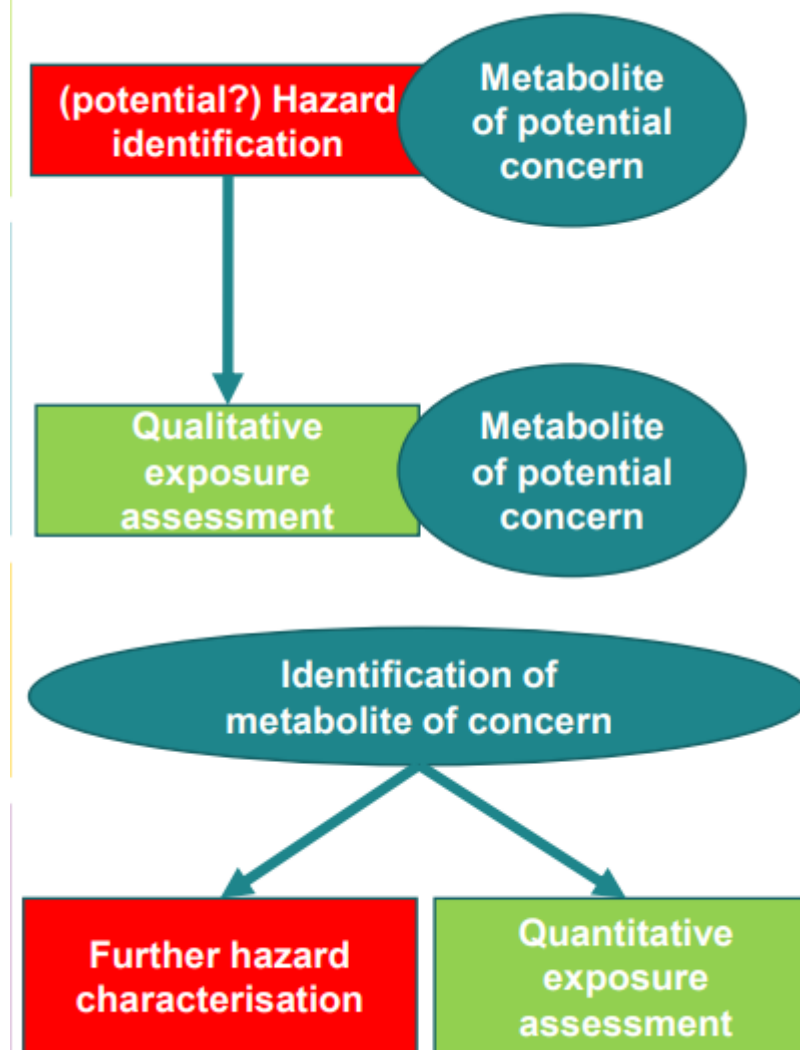 (potential?) Hazard
identification
Metabolite
of potential
concern
Qualitative
exposure
assessment
Metabolite
of potential
concern
Identification of
metabolite of concern
Further hazard
characterisation
Quantitative
exposure
assessment